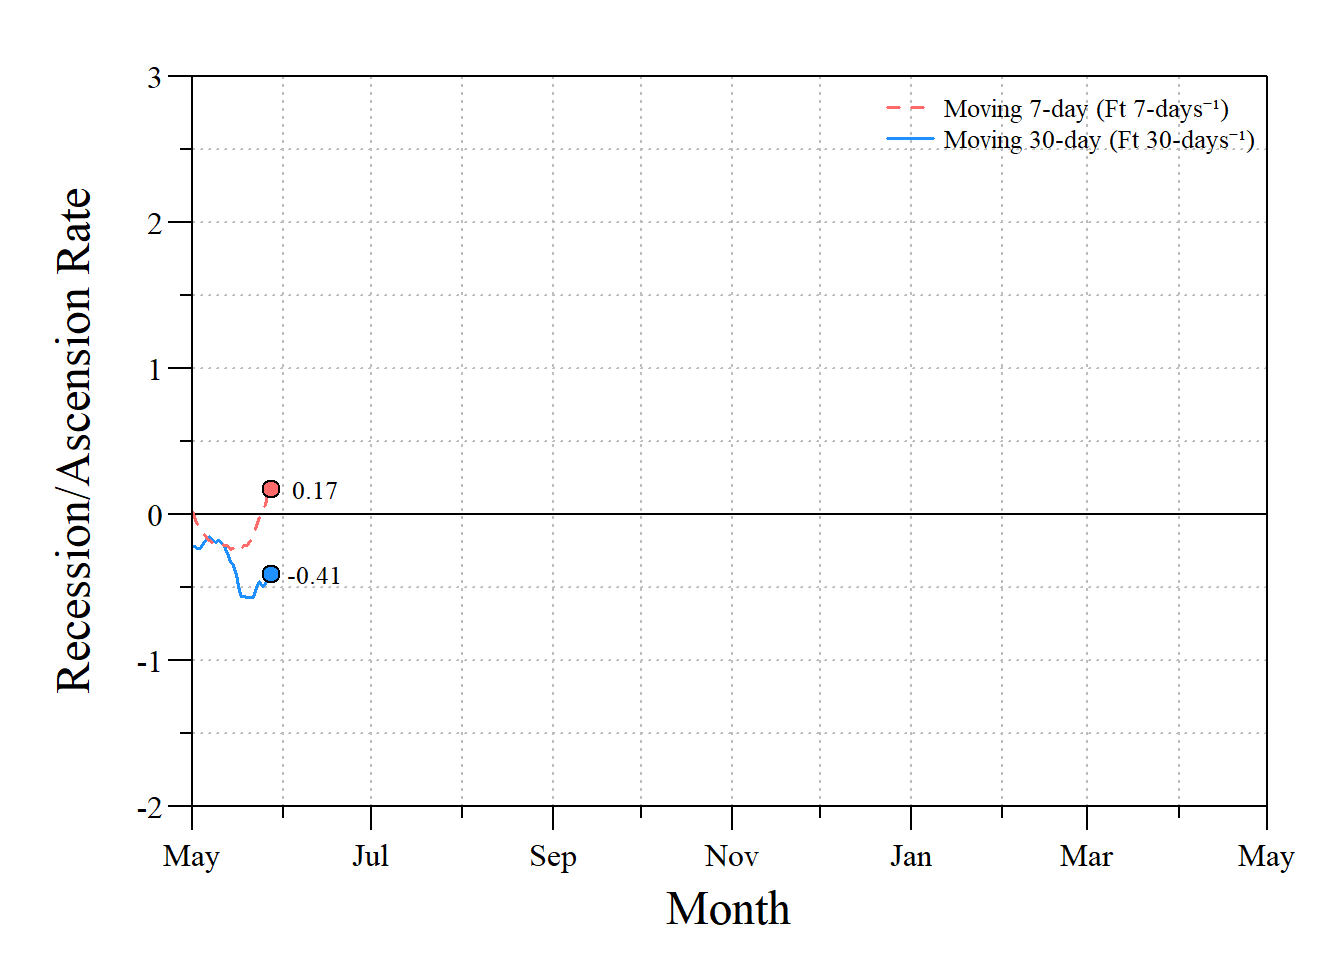 3
2
1
0
-1
-2
Recession/Ascension Rate
Moving 7-day (Ft 7-days⁻¹)
Moving 30-day (Ft 30-days⁻¹)
0.17
-0.41
May Jul Sep Nov Jan Mar May
Month